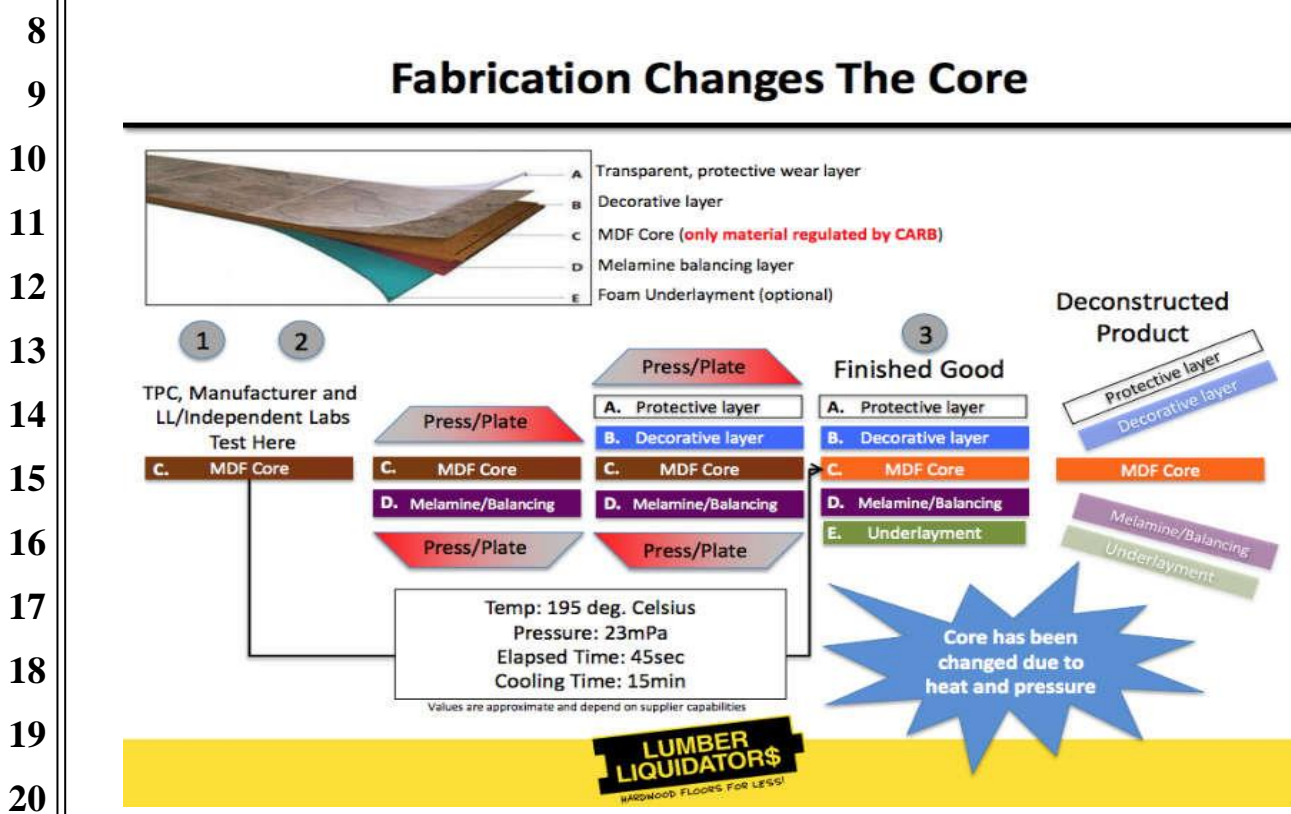 8
9
10
11
12
13
14
15
16
17
18
19
20
Fabrication Changes The Core
A Transparent, protective wear layer
B Decorative layer
C MDF Core (only material regulated by CARB)
D Melamine balancing layer
E Foam Underlayment (optional)
1
2
TPC, Manufacturer and
LL/Independent Labs
Test Here
C. MDF Core
Press/Plate
C. MDF Core
D. Melamine/Balancing
Press/Plate
Press/Plate
A. Protective layer
B. Decorative layer
C. MDF Core
D. Melamine/Balancing
Press/Plate
3
Finished Good
A. Protective layer
B. Decorative layer
C. MDF Core
D. Melamine/Balancing
E. Underlayment
Deconstructed
Product
Protective layer
Decorative layer
MDF Core
Melamine/Balancing
Underlayment
Temp: 195 deg. Celsius
Pressure: 23mPa
Elapsed Time: 45sec
Cooling Time: 15min
Values are approximate and depend on supplier capabilities
Core has been
changed due to
heat and pressure
LUMBER
LIQUIDATOR$
HARDWOOD FLOORS FOR LESS!